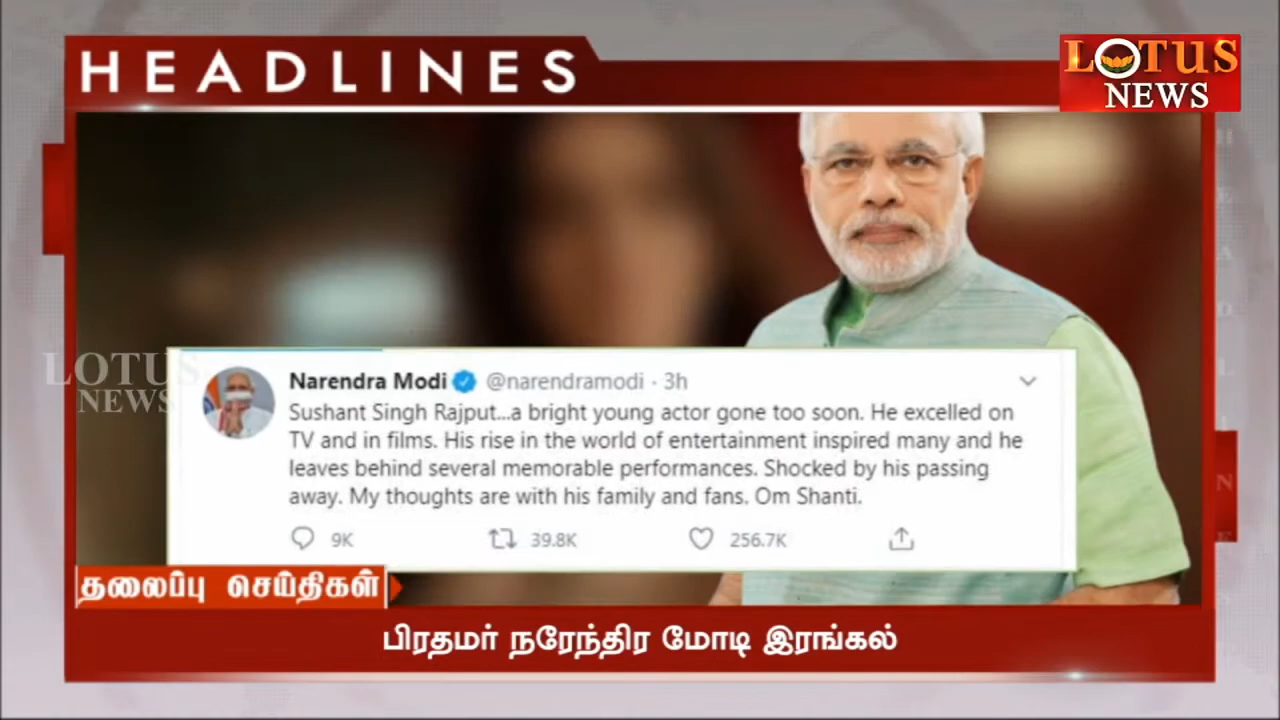 HEADLINES
LOTUS
NEWS
LOTUS
NEWS
Narendra Modi @narendramodi · 3h
Sushant Singh Rajput...a bright young actor gone too soon. He excelled on
TV and in films. His rise in the world of entertainment inspired many and he
leaves behind several memorable performances. Shocked by his passing
away. My thoughts are with his family and fans. Om Shanti.
9K 39.8K 256.7K
தலைப்பு செய்திகள்
பிரதமர் நரேந்திர மோடி இரங்கல்